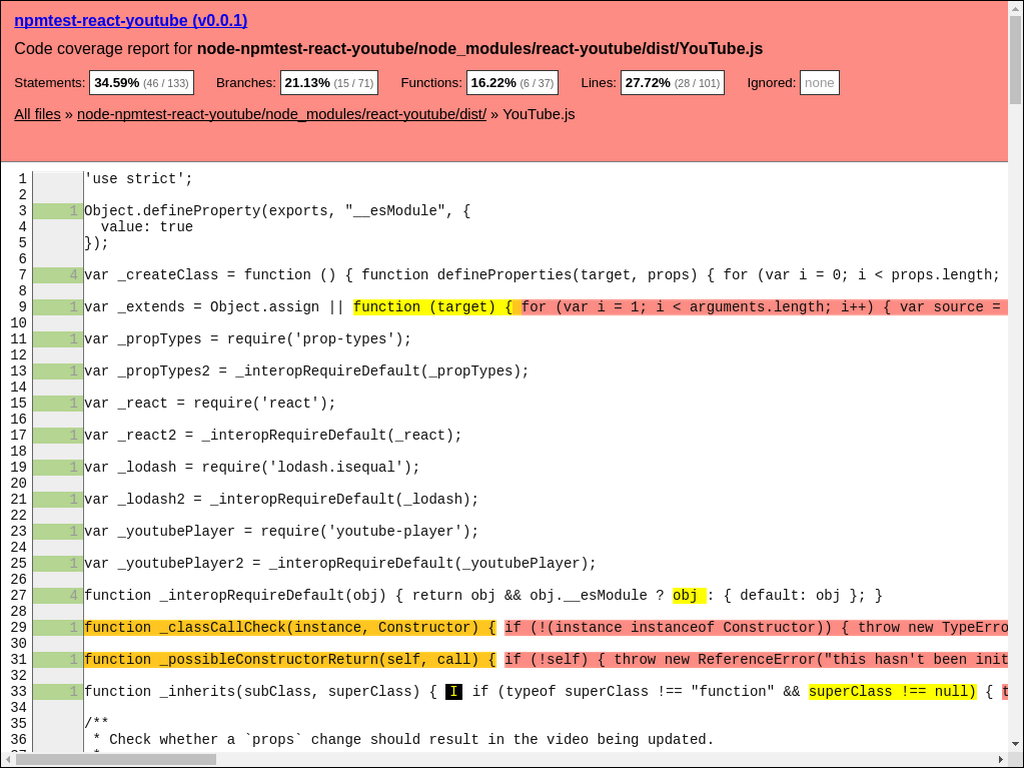 npmtest-react-youtube (v0.0.1)
Code coverage report for node-npmtest-react-youtube/node_modules/react-youtube/dist/YouTube.js
Statements: 34.59% (46 / 133) Branches: 21.13% (15 / 71) Functions: 16.22% (6 / 37) Lines: 27.72% (28 / 101) Ignored: none
All files » node-npmtest-react-youtube/node_modules/react-youtube/dist/ » YouTube.js
1 'use strict';
2
3 1 Object.defineProperty(exports, "__esModule", {
4 value: true
5 });
6
7 4 var _createClass = function () { function defineProperties(target, props) { for (var i = 0; i < props.length;
8
9 1 var _extends = Object.assign || function (target) { for (var i = 1; i < arguments.length; i++) { var source =
10
11 1 var _propTypes = require('prop-types');
12
13 1 var _propTypes2 = _interopRequireDefault(_propTypes);
14
15 1 var _react = require('react');
16
17 1 var _react2 = _interopRequireDefault(_react);
18
19 1 var _lodash = require('lodash.isequal');
20
21 1 var _lodash2 = _interopRequireDefault(_lodash);
22
23 1 var _youtubePlayer = require('youtube-player');
24
25 1 var _youtubePlayer2 = _interopRequireDefault(_youtubePlayer);
26
27 4 function _interopRequireDefault(obj) { return obj && obj.__esModule ? obj : { default: obj }; }
28
29 1 function _classCallCheck(instance, Constructor) { if (!(instance instanceof Constructor)) { throw new TypeErro
30
31 1 function _possibleConstructorReturn(self, call) { if (!self) { throw new ReferenceError("this hasn't been init
32
33 1 function _inherits(subClass, superClass) { I if (typeof superClass !== "function" && superClass !== null) { t
34
35 /**
36 * Check whether a `props` change should result in the video being updated.